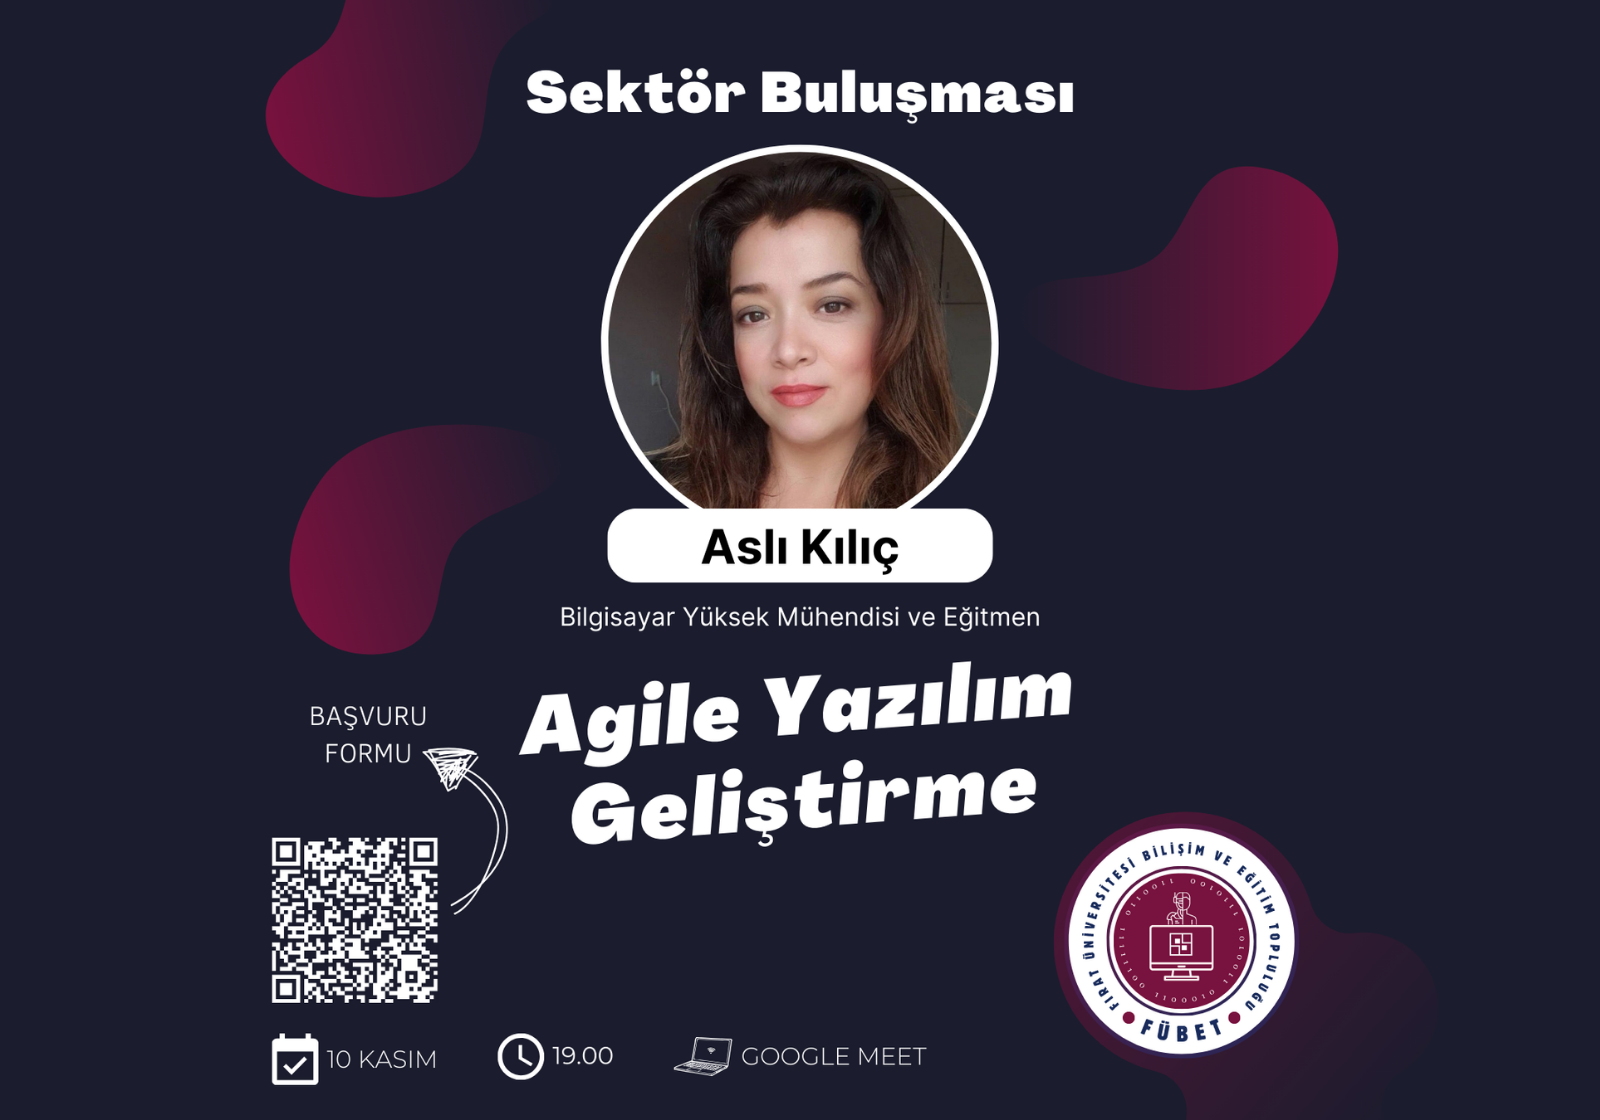 Sektör Buluşması
Aslı Kılıç
Bilgisayar Yüksek Mühendisi ve Eğitmen
Agile Yazılım
Geliştirme
BAŞVURU
FORMU
10 KASIM
19.00
GOOGLE MEET
FIRAT ÜNİVERSİTESİ BİLİŞİM VE EĞİTİM TOPLULUĞU
FÜBET